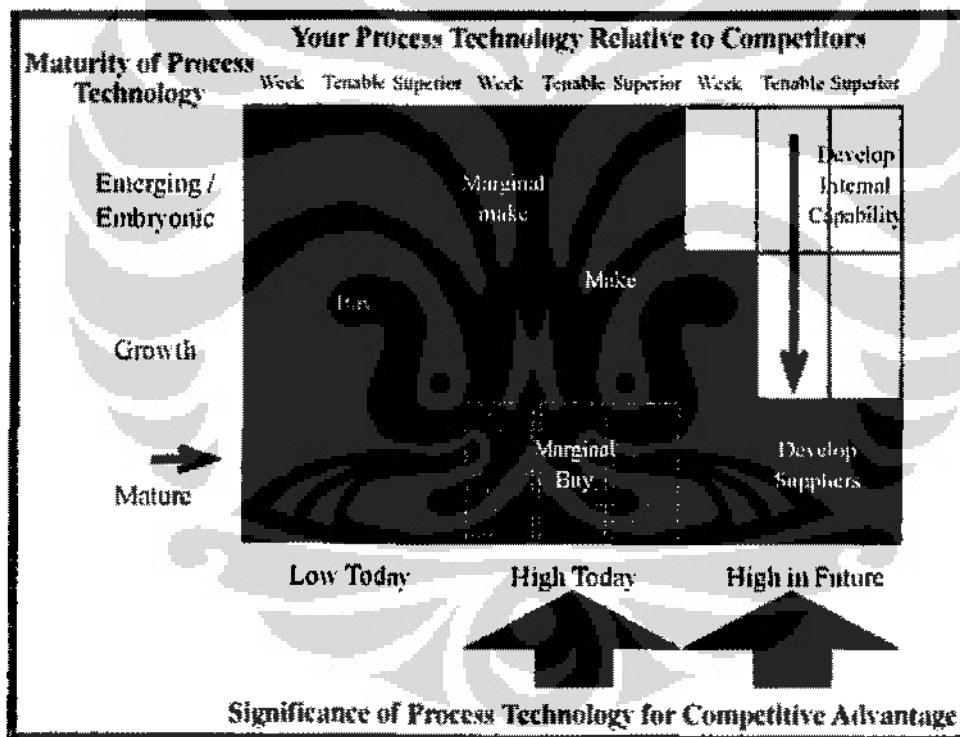 Your Process Technology Relative to Competitors
Maturity of Process
Technology
Week Tenable Superier Week Tenable Superior Week Tenable Superior
Emerging /
Embryonic
Marginal
make
Develop
Internal
Capability
Make
Buy
Growth
Marginal
Buy
Develop
Suppliers
Mature
Low Today
High Today
High in Future
Significance of Process Technology for Competitive Advantage